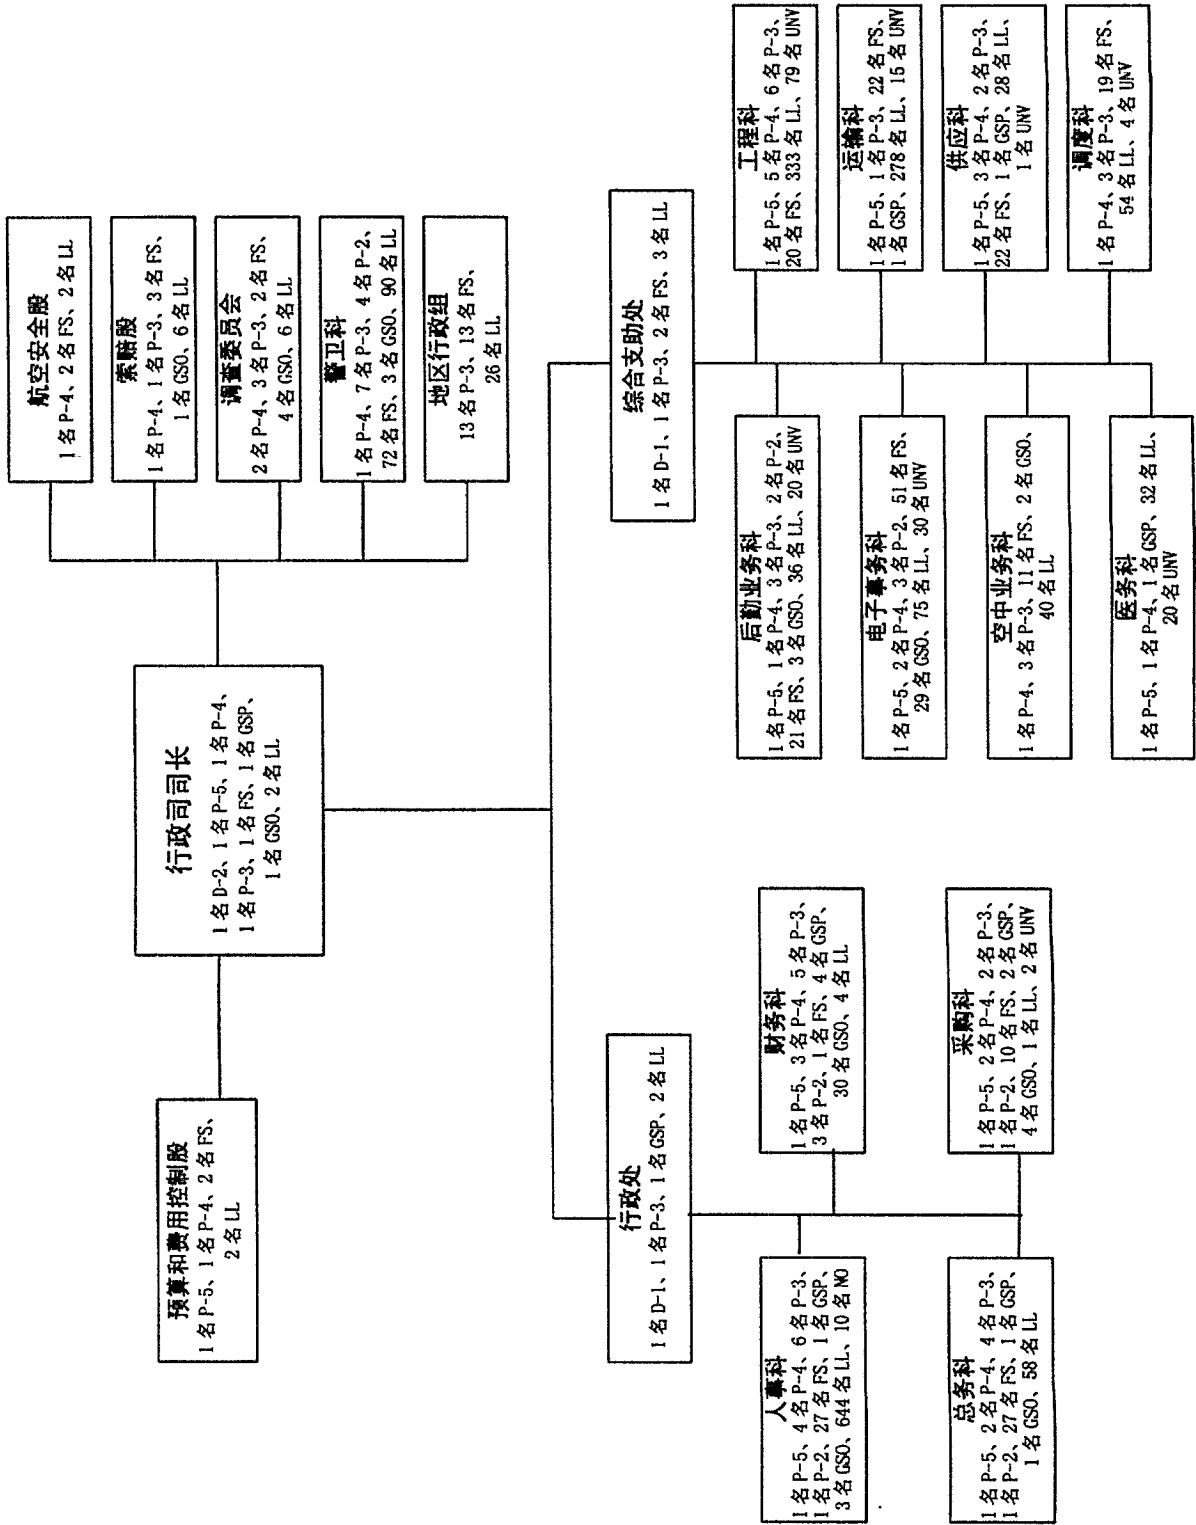 行政司司长
1名D-2、1名P-5、1名P-4、
1名P-3、1名FS、1名GSP、
1名GSO、2名LL
预算和费用控制股
1名P-5、1名P-4、2名FS、
2名LL
航空安全股
1名P-4、2名FS、2名LL
索赔股
1名P-4、1名P-3、3名FS、
1名GSO、6名LL
调查委员会
2名P-4、3名P-3、2名FS、
4名GSO、6名LL
警卫科
1名P-4、7名P-3、4名P-2、
72名FS、3名GSO、90名LL
地区行政组
13名P-3、13名FS、
26名LL
行政处
1名D-1、1名P-3、1名GSP、2名LL
人事科
1名P-5、4名P-4、6名P-3、
1名P-2、27名FS、1名GSP、
3名GSO、644名LL、10名NO
财务科
1名P-5、3名P-4、5名P-3、
3名P-2、1名FS、4名GSP、
30名GSO、4名LL
总务科
1名P-5、2名P-4、4名P-3、
1名P-2、27名FS、1名GSP、
1名GSO、58名LL
采购科
1名P-5、2名P-4、2名P-3、
1名P-2、10名FS、2名GSP、
4名GSO、1名LL、2名UNV
综合支助处
1名D-1、1名P-3、2名FS、3名LL
后勤业务科
1名P-5、1名P-4、3名P-3、2名P-2、
21名FS、3名GSO、36名LL、20名UNV
工程科
1名P-5、5名P-4、6名P-3、
20名FS、333名LL、79名UNV
电子事务科
1名P-5、2名P-4、3名P-2、51名FS、
29名GSO、75名LL、30名UNV
运输科
1名P-5、1名P-3、22名FS、
1名GSP、278名LL、15名UNV
空中业务科
1名P-4、3名P-3、11名FS、2名GSO、
40名LL
供应科
1名P-5、3名P-4、2名P-3、
22名FS、1名GSP、28名LL、
1名UNV
医务科
1名P-5、1名P-4、1名GSP、32名LL、
20名UNV
调度科
1名P-4、3名P-3、19名FS、
54名LL、4名UNV